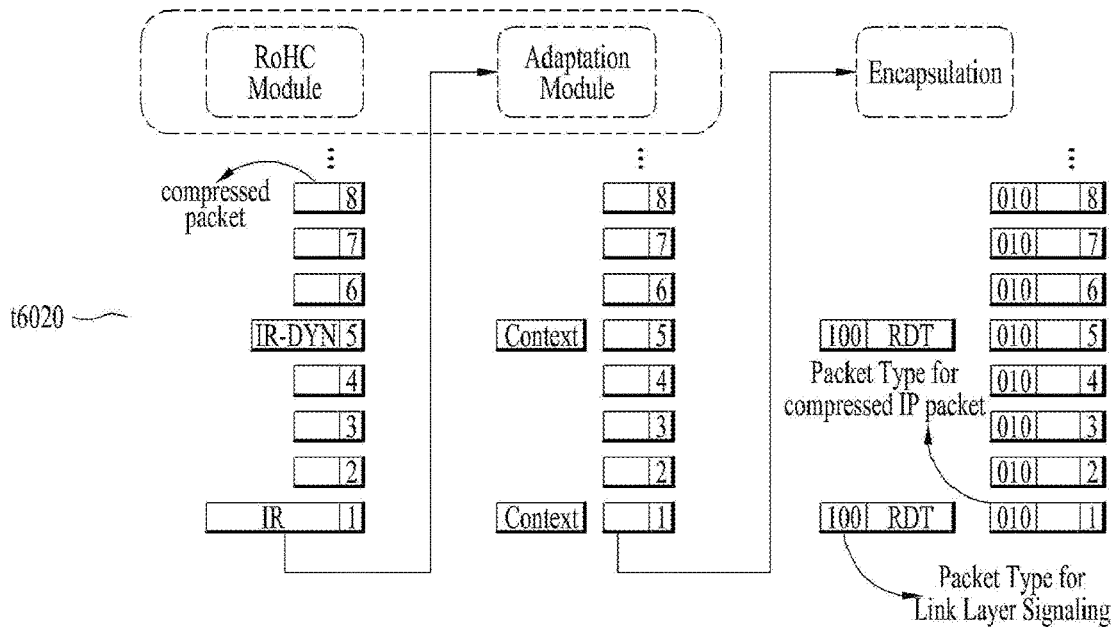 RoHC
Module
Adaptation
Module
Encapsulation
compressed
packet
8 8 010 8
7 7 010 7
6 6 010 6
t6020
IR-DYN 5 Context 5 100 RDT 010 5
Packet Type for
compressed IP packet
4 4 010 4
3 3 010 3
2 2 010 2
IR 1 Context 1 100 RDT 010 1
Packet Type for
Link Layer Signaling